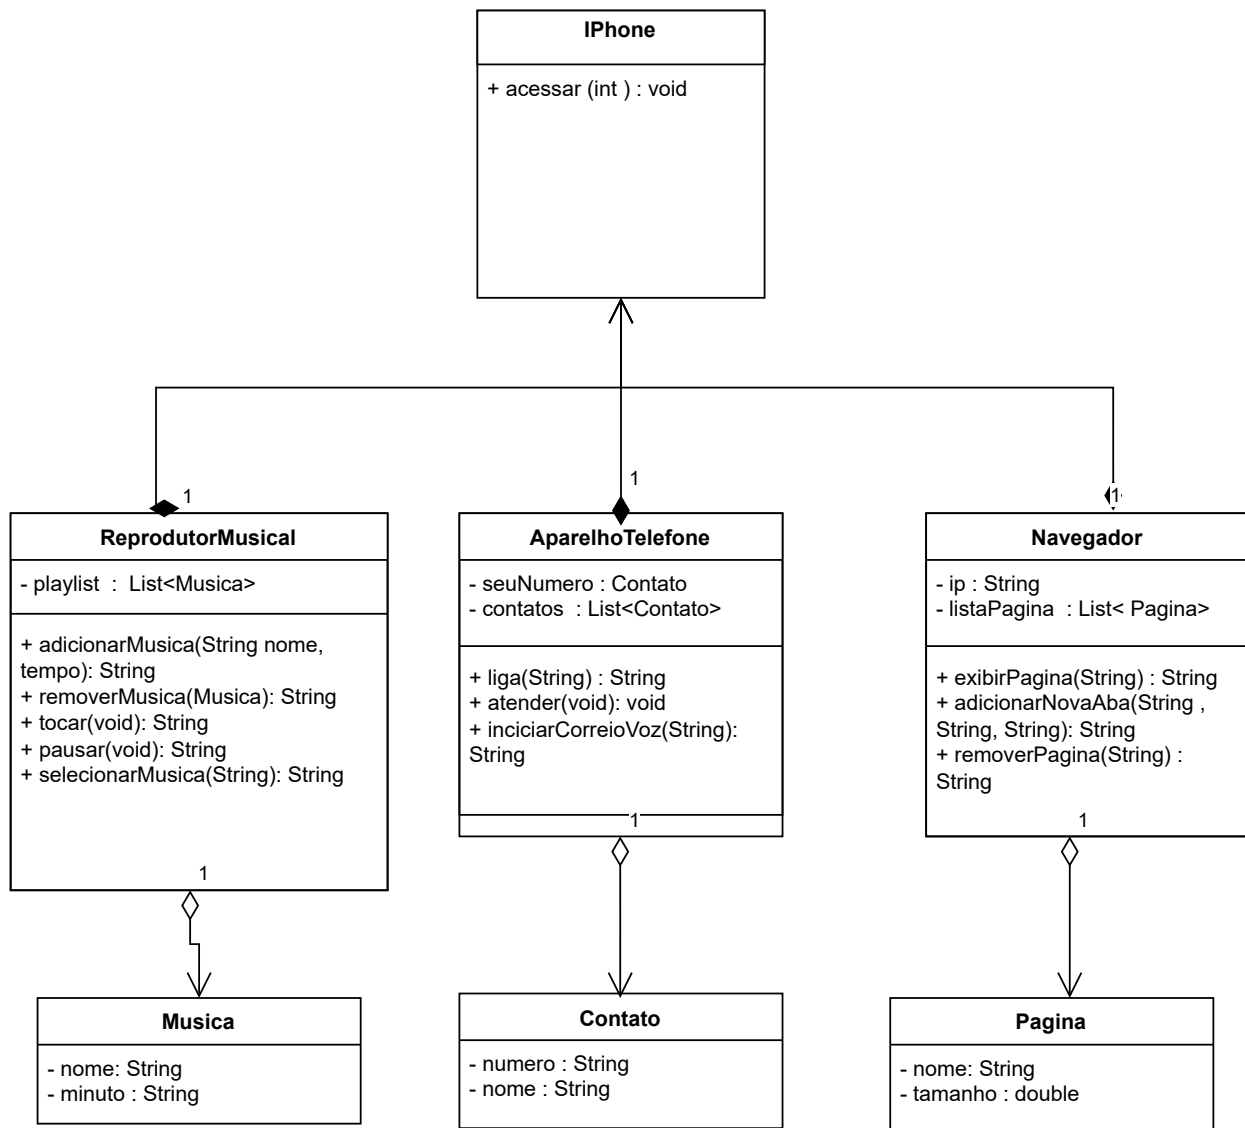 IPhone
+ acessar (int ) : void
1
1
1
ReprodutorMusical
- playlist  :  List<Musica>
+ adicionarMusica(String nome,
tempo): String
+ removerMusica(Musica): String
+ tocar(void): String
+ pausar(void): String
+ selecionarMusica(String): String
1
AparelhoTelefone
- seuNumero : Contato
- contatos  : List<Contato>
+ liga(String) : String
+ atender(void): void
+ inciciarCorreioVoz(String):
String
1
Navegador
- ip : String
- listaPagina  : List< Pagina>
+ exibirPagina(String) : String
+ adicionarNovaAba(String ,
String, String): String
+ removerPagina(String) :
String
1
Musica
- nome: String
- minuto : String
Contato
- numero : String
- nome : String
Pagina
- nome: String
- tamanho : double